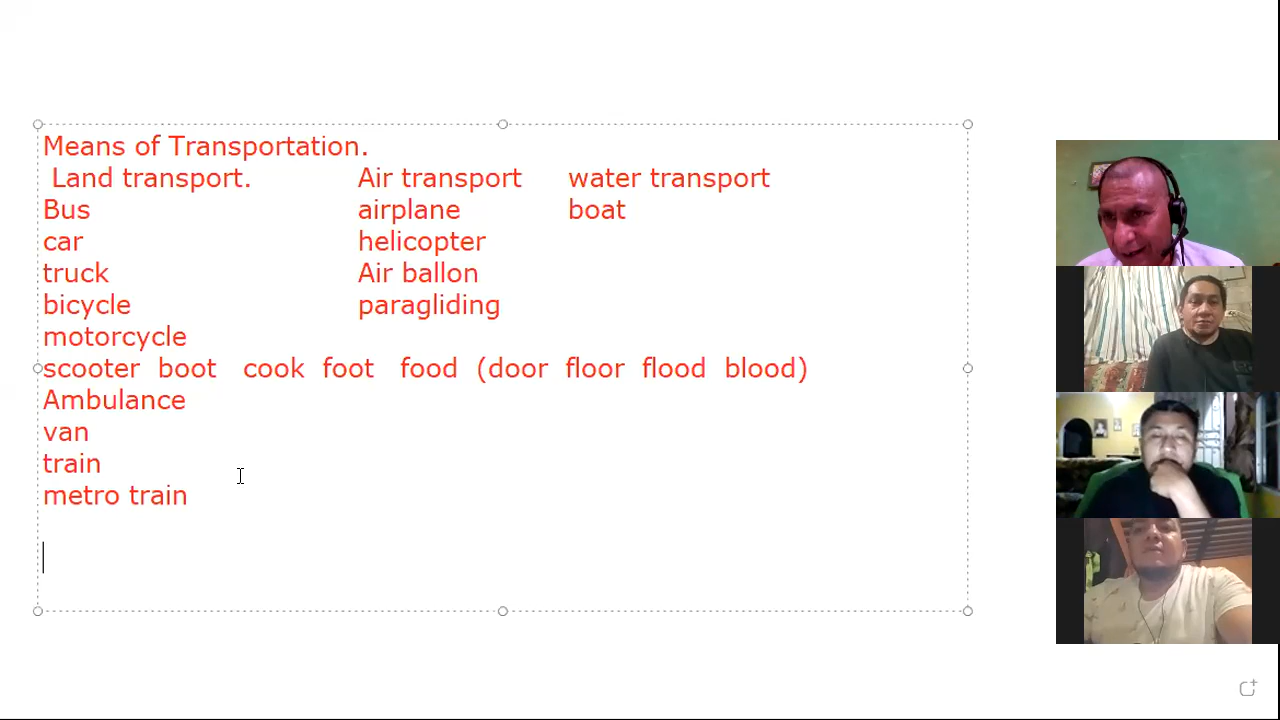 Means of Transportation.
Land transport. Air transport water transport
Bus airplane boat
car helicopter
truck Air ballon
bicycle paragliding
motorcycle
scooter boot cook foot food (door floor flood blood)
Ambulance
van
train
metro train